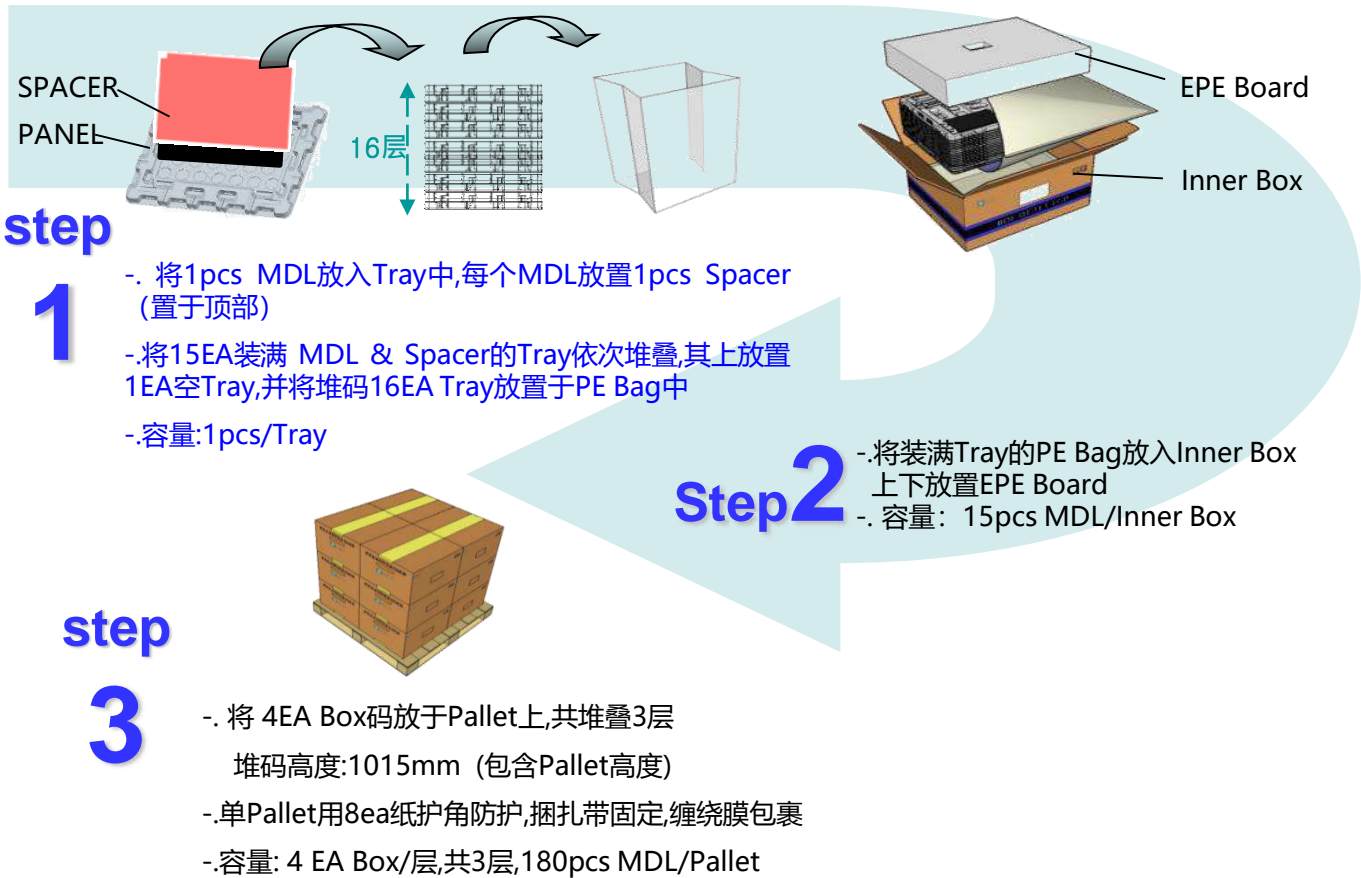 SPACER
PANEL
16层
EPE Board
Inner Box
step
1
-. 将1pcs MDL放入Tray中,每个MDL放置1pcs Spacer
（置于顶部）
-.将15EA装满 MDL & Spacer的Tray依次堆叠,其上放置
1EA空Tray,并将堆码16EA Tray放置于PE Bag中
-.容量:1pcs/Tray
Step2
-.将装满Tray的PE Bag放入Inner Box
上下放置EPE Board
-. 容量：15pcs MDL/Inner Box
step
3
-. 将 4EA Box码放于Pallet上,共堆叠3层
堆码高度:1015mm (包含Pallet高度)
-.单Pallet用8ea纸护角防护,捆扎带固定,缠绕膜包裹
-.容量: 4 EA Box/层,共3层,180pcs MDL/Pallet